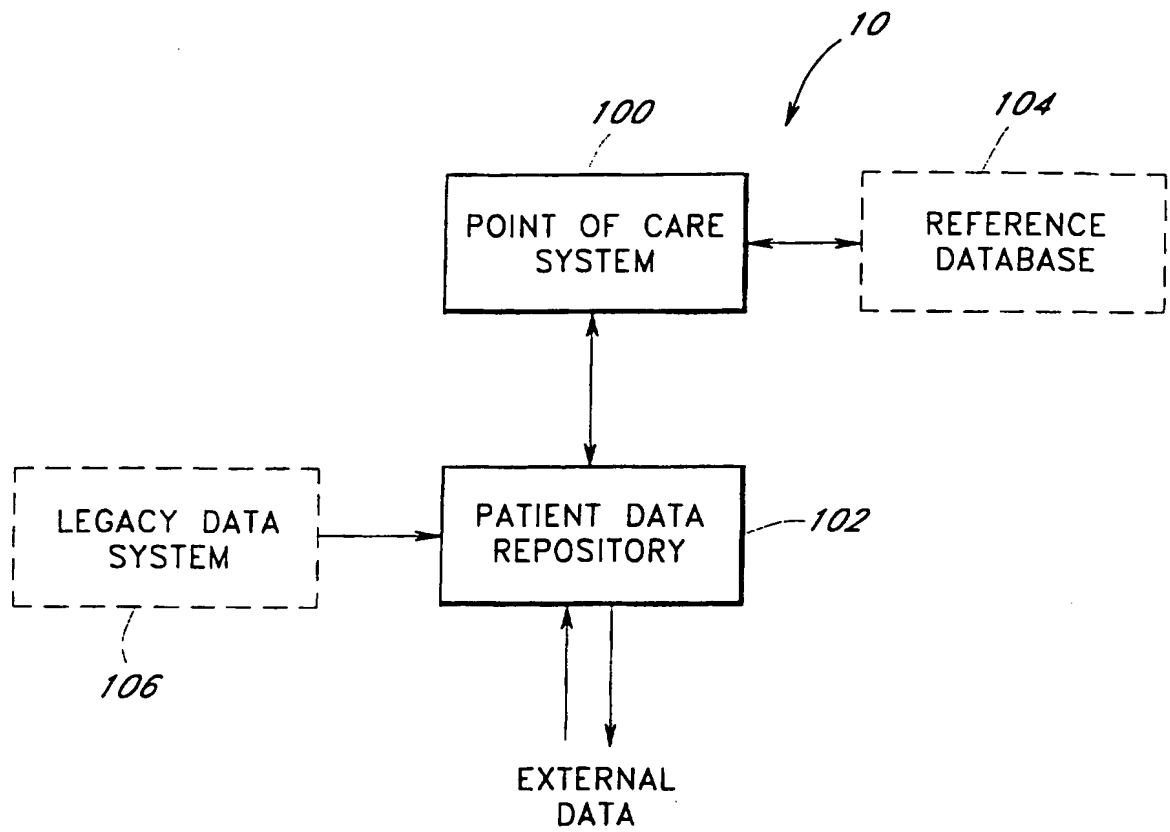 10
100
104
POINT OF CARE
SYSTEM
REFERENCE
DATABASE
LEGACY DATA
SYSTEM
PATIENT DATA
REPOSITORY
102
106
EXTERNAL
DATA